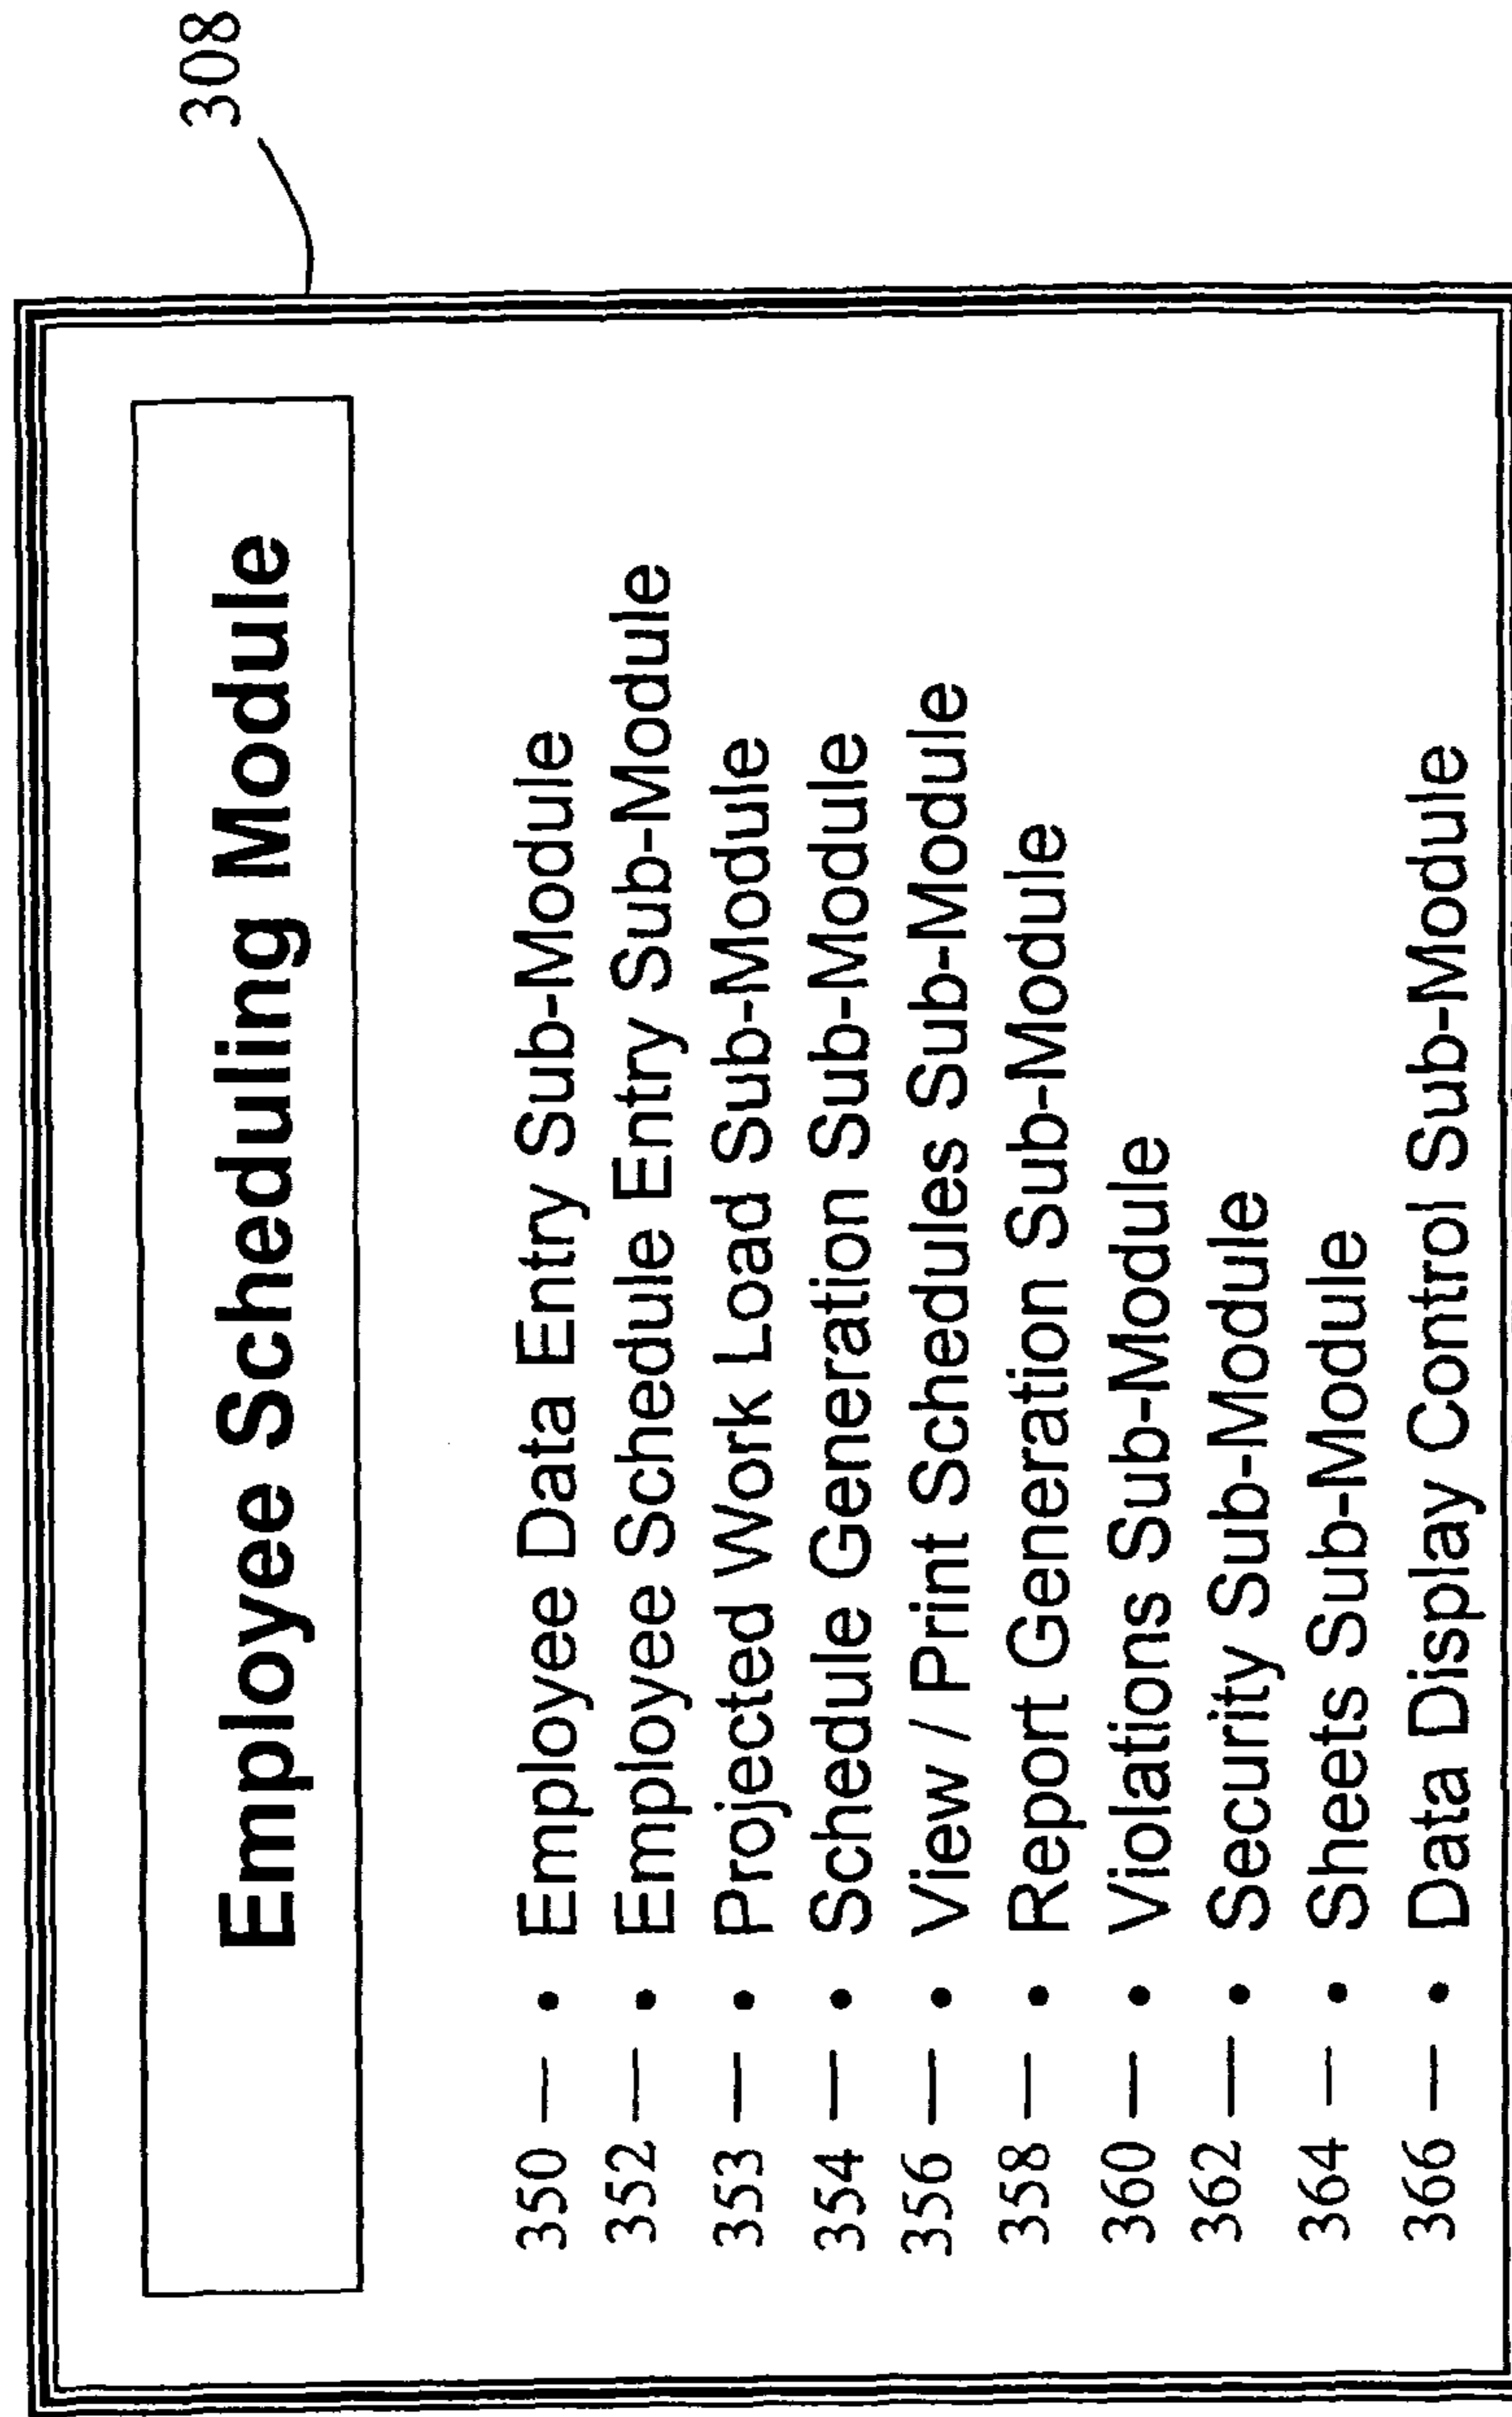 308
Employee Scheduling Module
350 — • Employee Data Entry Sub-Module
352 — • Employee Schedule Entry Sub-Module
353 — • Projected Work Load Sub-Module
354 — • Schedule Generation Sub-Module
356 — • View / Print Schedules Sub-Module
358 — • Report Generation Sub-Module
360 — • Violations Sub-Module
362 — • Security Sub-Module
364 — • Sheets Sub-Module
366 — • Data Display Control Sub-Module